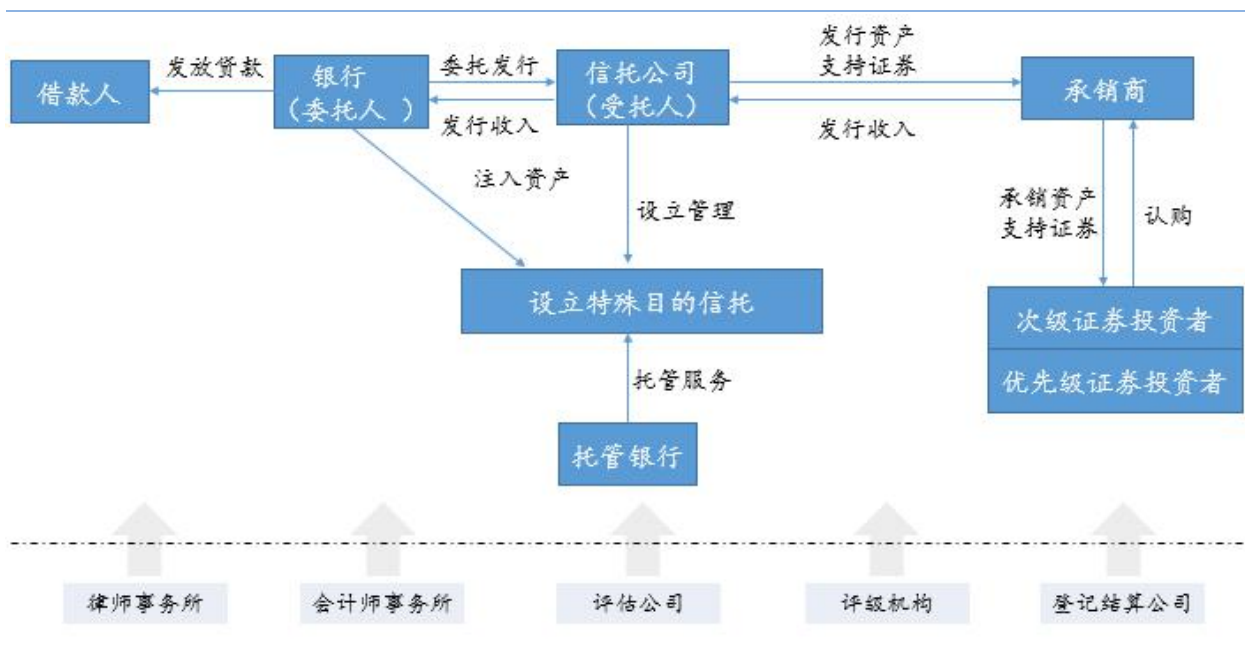 发行资产
支持证券
借款人
发放贷款
银行
（委托人 ）
委托发行
发行收入
信托公司
（受托人）
发行收入
承销商
注入资产
设立管理
承销资产
支持证券
认购
设立特殊目的信托
次级证券投资者
优先级证券投资者
托管服务
托管银行
律师事务所
会计师事务所
评估公司
评级机构
登记结算公司